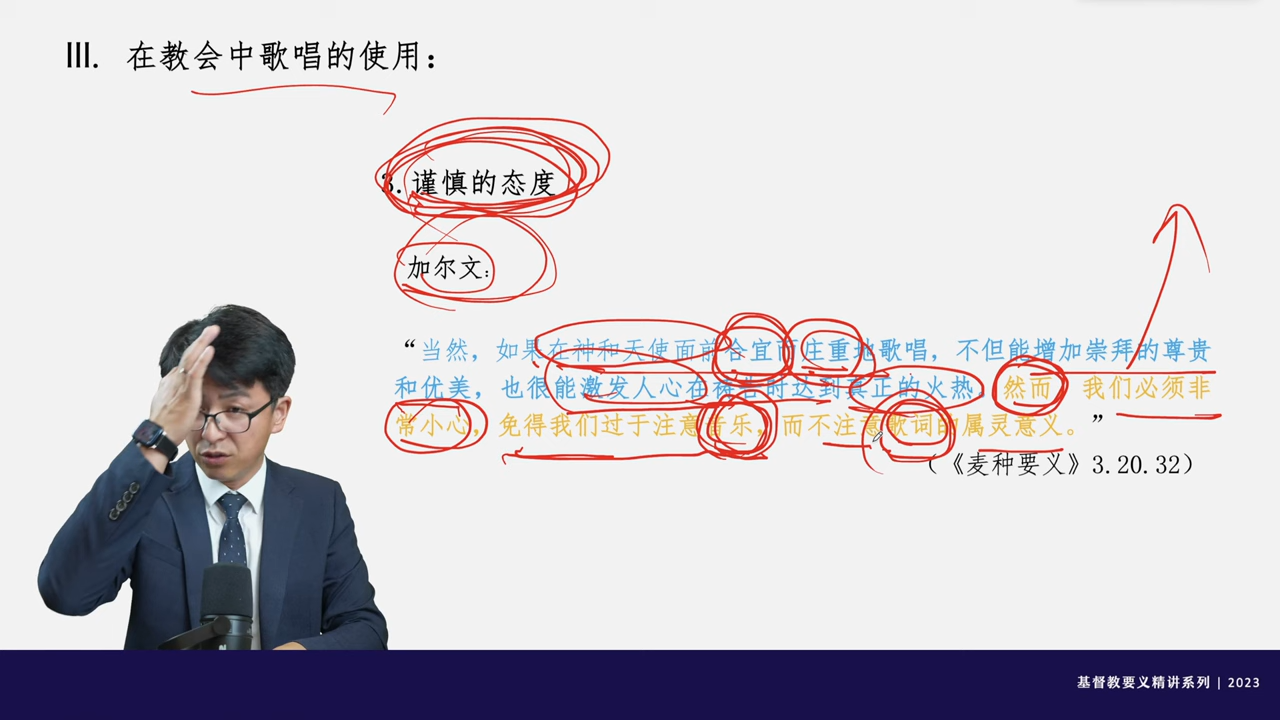 III. 在教会中歌唱的使用：
3. 谨慎的态度
加尔文：
“当然，如果在神和天使面前合宜而庄重地歌唱，不但能增加崇拜的尊贵
和优美，也很能激发人心在祷告时达到真正的火热。然而 我们必须非
常小心，免得我们过于注意音乐，而不注意歌词的属灵意义。”
（《麦种要义》3.20.32）
基督教要义精讲系列 | 2023